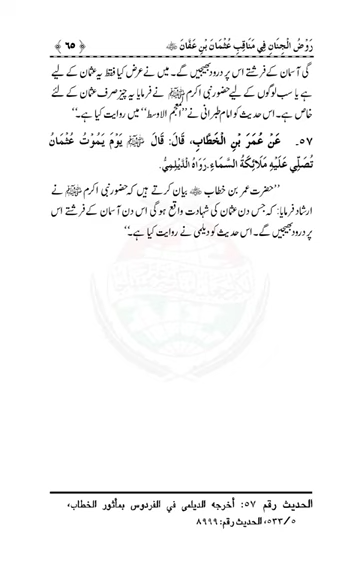 رَوْضُ الْجِنَانِ فِي مَنَاقِبِ عُثْمَانَ بْنِ عَفَّانَ ﷺ ﴿ ٦٥ ﴾
گی آسمان کے فرشتے اس پر درود بھیجیں گے۔ میں نے عرض کیا فقط یہ عثمان کے لیے
ہے یا سب لوگوں کے لیے حضور نبی اکرم ﷺ نے فرمایا یہ چیز صرف عثمان کے لئے
خاص ہے۔ اس حدیث کو امام طبرانی نے ’’المعجم الاوسط‘‘ میں روایت کیا ہے۔‘‘
٥٧۔ عَنْ عُمَرَ بْنِ الْخَطَّابِ، قَالَ: قَالَ ﷺ يَوْمَ يَمُوْتُ عُثْمَانُ
تُصَلِّي عَلَيْهِ مَلَائِكَةُ السَّمَاءِ. رَوَاهُ الدَّيْلَمِيُّ.
’’حضرت عمر بن خطاب ؓ بیان کرتے ہیں کہ حضور نبی اکرم ﷺ نے
ارشاد فرمایا: کہ جس دن عثمان کی شہادت واقع ہو گی اس دن آسمان کے فرشتے اس
پر درود بھیجیں گے۔ اس حدیث کو دیلمی نے روایت کیا ہے۔‘‘
الحديث رقم ٥٧: أخرجه الديلمي في الفردوس بمأثور الخطاب،
٥/ ٥٣٣، الحديث رقم: ٨٩٩٩